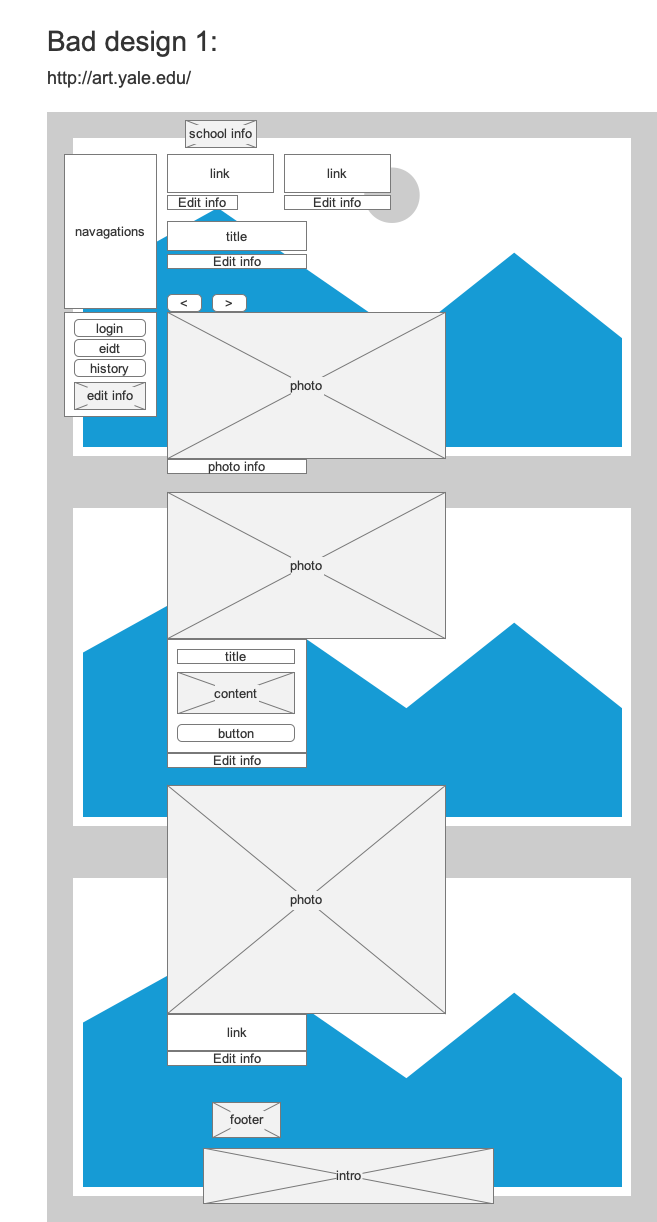 Bad design 1:
http://art.yale.edu/
school info
navagations
link
link
Edit info
Edit info
title
Edit info
<
>
login
eidt
history
edit info
photo
photo info
photo
title
content
button
Edit info
photo
link
Edit info
footer
intro